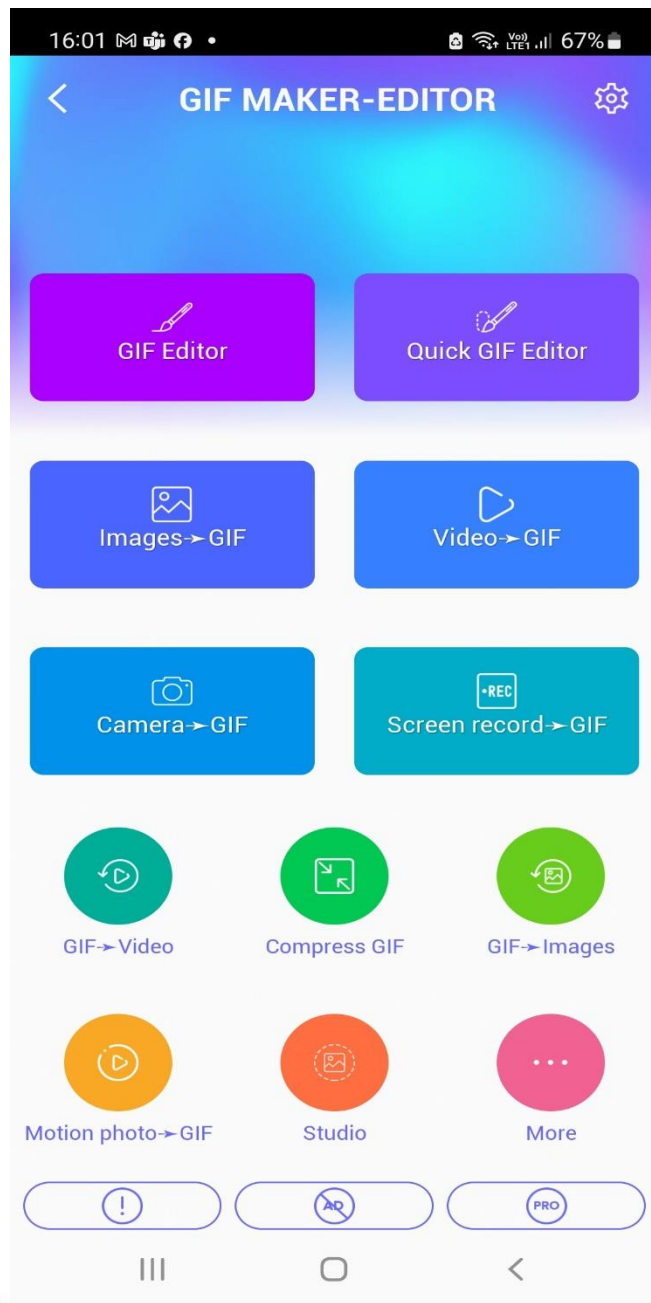 16:01 VoLTE1 67%
GIF MAKER-EDITOR
GIF Editor
Quick GIF Editor
Images➛GIF
Video➛GIF
•REC
Camera➛GIF
Screen record➛GIF
GIF➛Video
Compress GIF
GIF➛Images
Motion photo➛GIF
Studio
More
! AD PRO